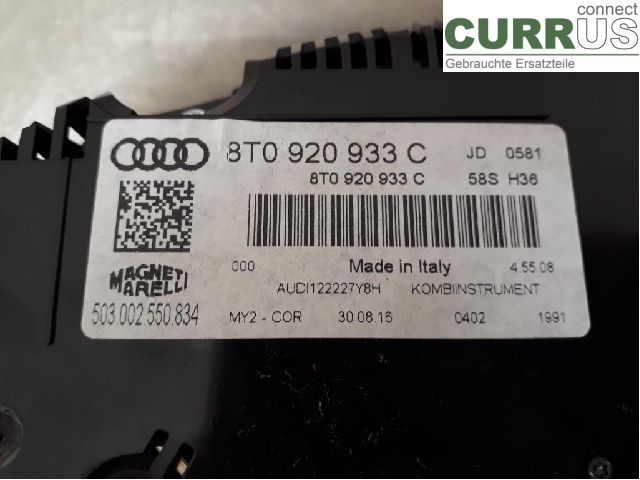 connect
CURRUS
Gebrauchte Ersatzteile
8T0 920 933 C JD 0581
8T0 920 933 C 58S H36
000 Made in Italy 4.55.08
MAGNETI MARELLI AUDI122227Y8H KOMBIINSTRUMENT
503.002.550.834 MY2 - COR 30.08.16 0402 1991